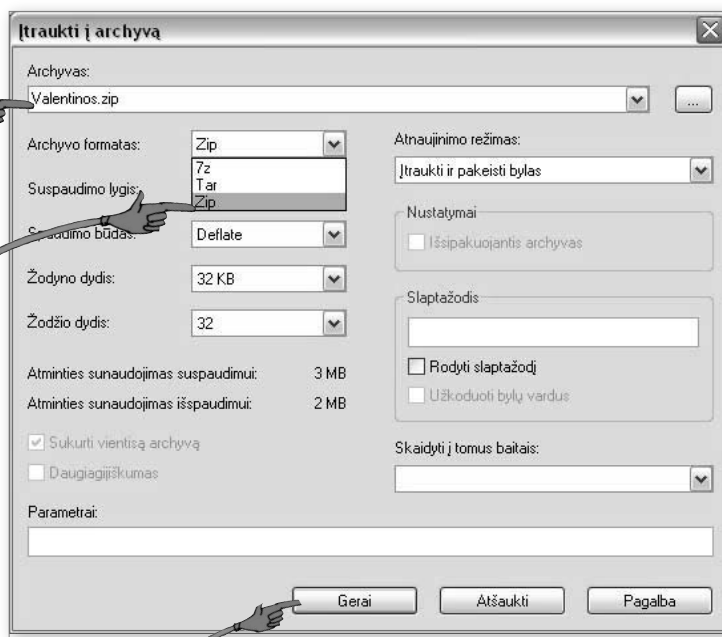 Įtraukti į archyvą
Archyvas:
Valentinos.zip
...
Archyvo formatas:
Zip
7z
Tar
Zip
Suspaudimo lygis:
Spaudimo būdas:
Deflate
Žodyno dydis:
32 KB
Žodžio dydis:
32
Atminties sunaudojimas suspaudimui: 3 MB
Atminties sunaudojimas išspaudimui: 2 MB
Sukurti vientisą archyvą
Daugiagijiškumas
Atnaujinimo režimas:
Įtraukti ir pakeisti bylas
Nustatymai
Išsipakuojantis archyvas
Slaptažodis
Rodyti slaptažodį
Užkoduoti bylų vardus
Skaidyti į tomus baitais:
Parametrai:
Gerai Atšaukti Pagalba